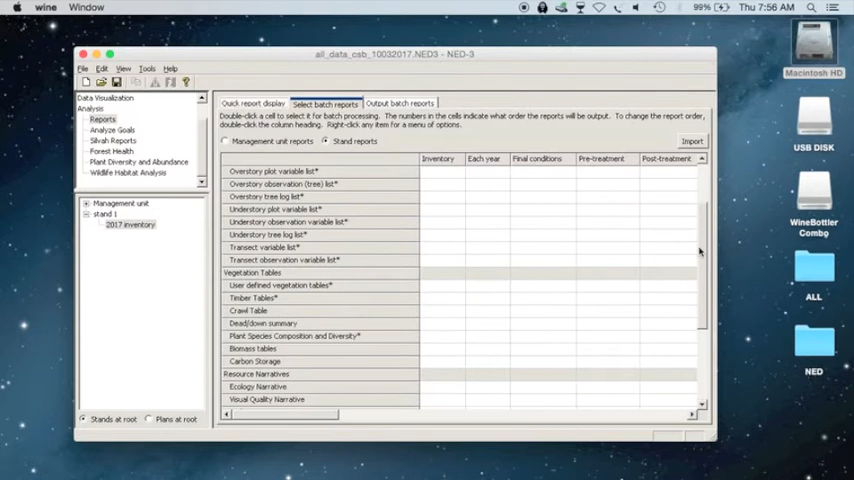 wine Window
99% Thu 7:56 AM
all_data_csb_10032017.NED3 - NED-3
File Edit View Tools Help
Data Visualization
Analysis
Reports
Analyze Goals
Silvah Reports
Forest Health
Plant Diversity and Abundance
Wildlife Habitat Analysis
Management unit
stand 1
2017 inventory
Stands at root Plans at root
Quick report display Select batch reports Output batch reports
Double-click a cell to select it for batch processing. The numbers in the cells indicate what order the reports will be output. To change the report order,
double-click the column heading. Right-click any item for a menu of options.
Management unit reports Stand reports Import
Inventory Each year Final conditions Pre-treatment Post-treatment
Overstory plot variable list*
Overstory observation (tree) list*
Overstory tree log list*
Understory plot variable list*
Understory observation variable list*
Understory tree log list*
Transect variable list*
Transect observation variable list*
Vegetation Tables
User defined vegetation tables*
Timber Tables*
Crawl Table
Dead/down summary
Plant Species Composition and Diversity*
Biomass tables
Carbon Storage
Resource Narratives
Ecology Narrative
Visual Quality Narrative
Macintosh HD
USB DISK
WineBottler
Combo
ALL
NED